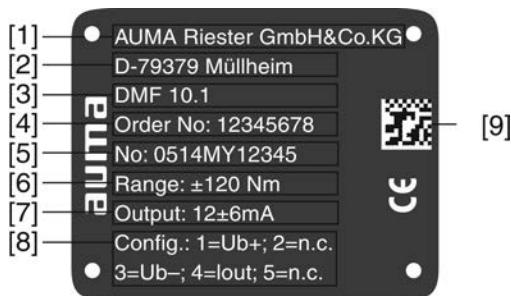 [1] AUMA Riester GmbH&Co.KG
[2] D-79379 Müllheim
[3] DMF 10.1
[4] Order No: 12345678
[5] No: 0514MY12345
[6] Range: ±120 Nm
[7] Output: 12±6mA
[8] Config.: 1=Ub+; 2=n.c.
3=Ub–; 4=Iout; 5=n.c.
auma
[9]
CE